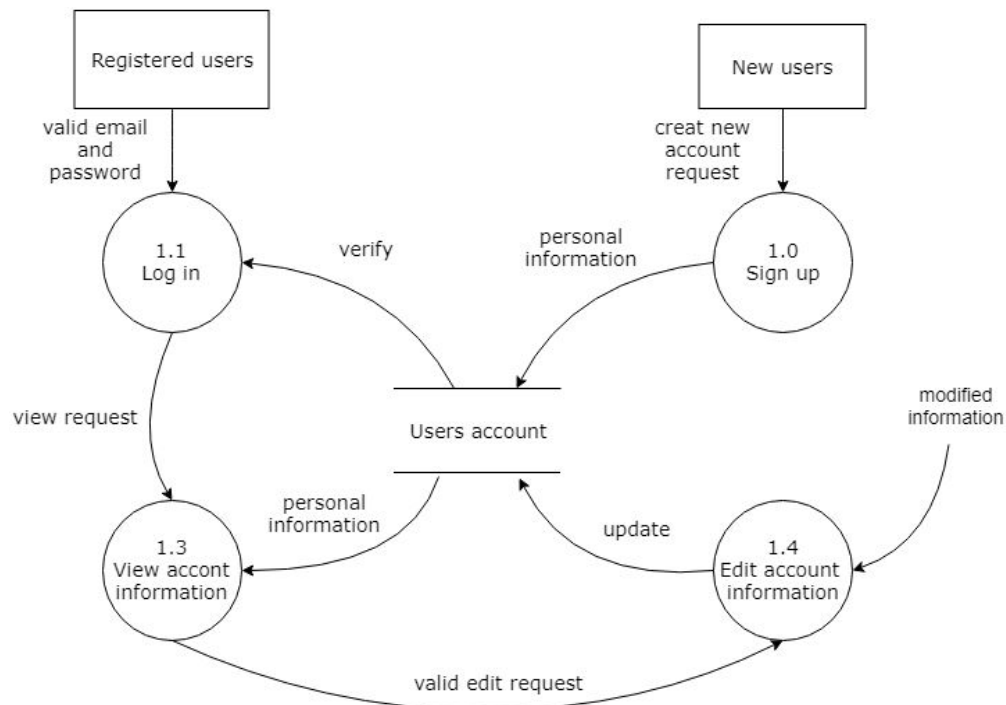 Registered users
New users
valid email
and
password
creat new
account
request
1.1
Log in
verify
personal
information
1.0
Sign up
view request
Users account
modified
information
personal
information
update
1.3
View accont
information
1.4
Edit account
information
valid edit request